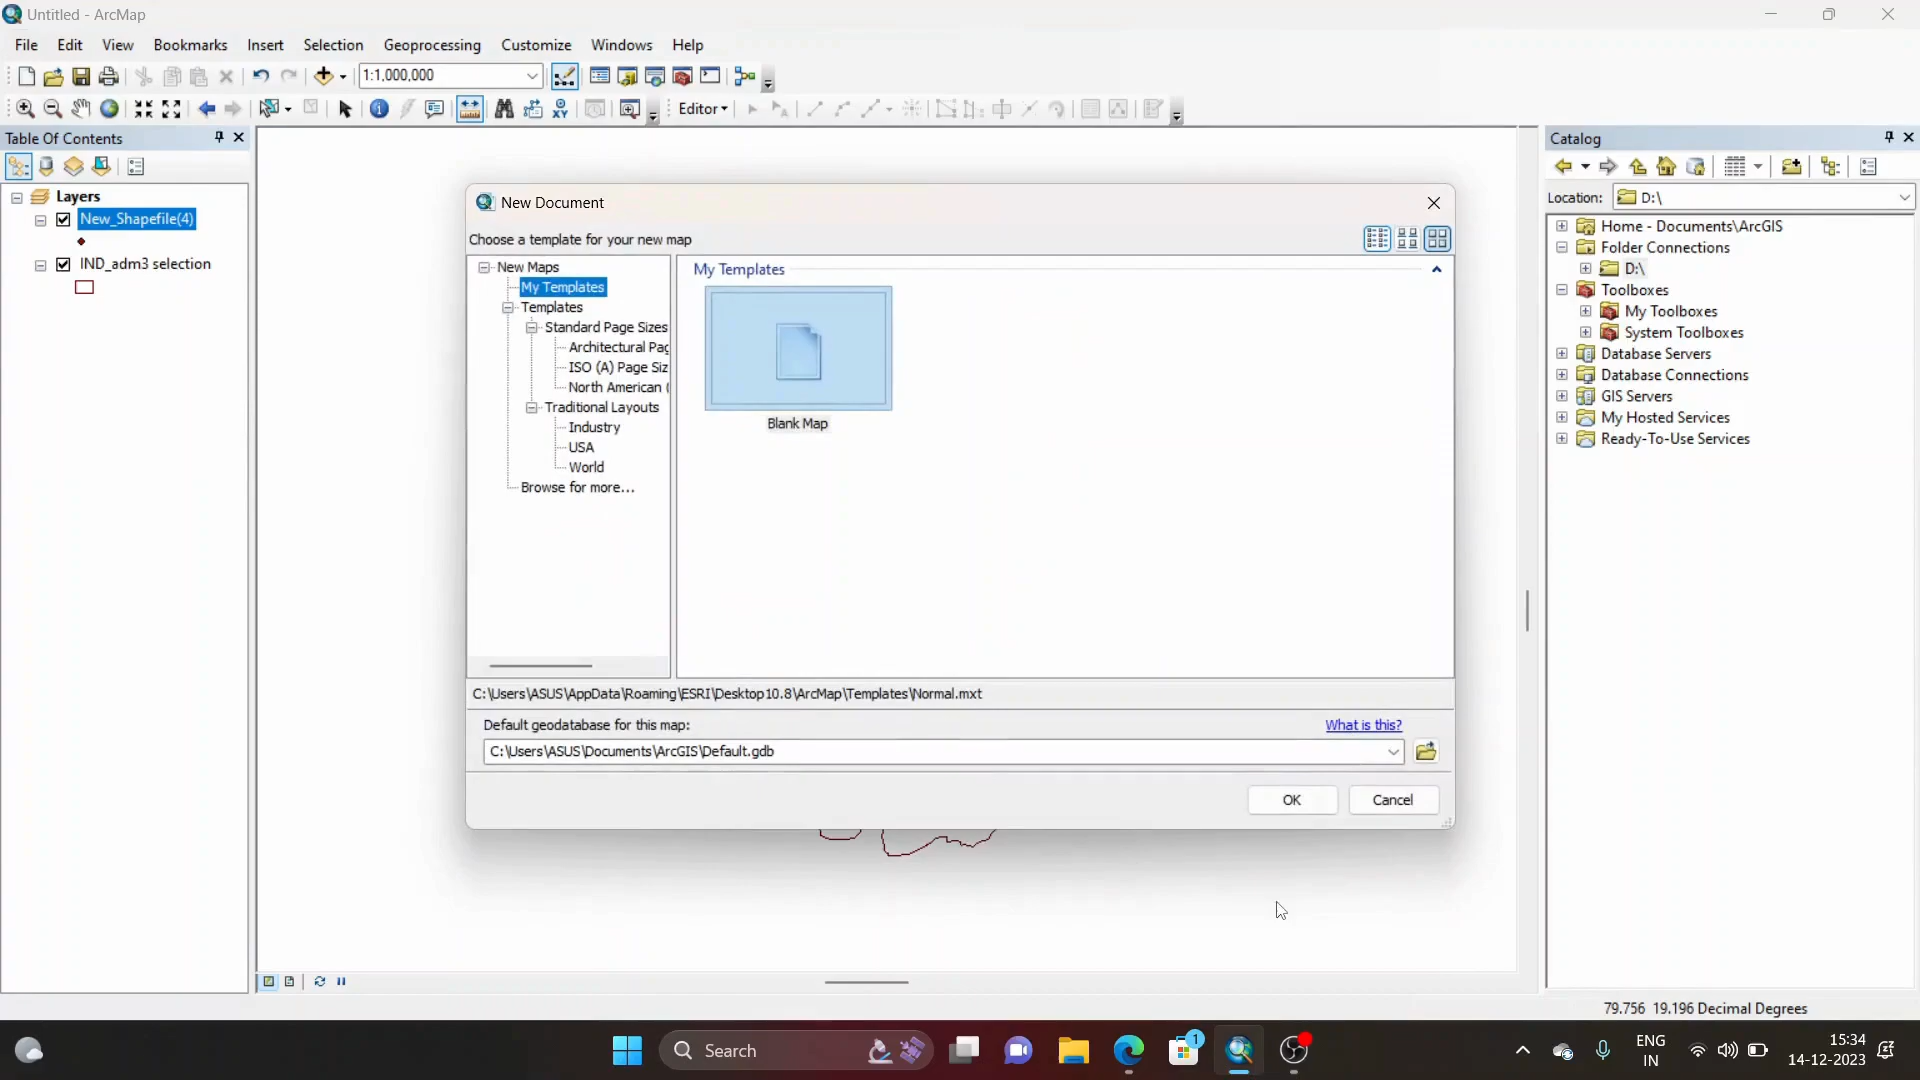 Untitled - ArcMap
File Edit View Bookmarks Insert Selection Geoprocessing Customize Windows Help
1:1,000,000
Editor
Table Of Contents
Layers
New_Shapefile(4)
IND_adm3 selection
New Document
Choose a template for your new map
New Maps
My Templates
Templates
Standard Page Sizes
Architectural Pag
ISO (A) Page Siz
North American (
Traditional Layouts
Industry
USA
World
Browse for more...
My Templates
Blank Map
C:\Users\ASUS\AppData\Roaming\ESRI\Desktop10.8\ArcMap\Templates\Normal.mxt
Default geodatabase for this map:
What is this?
C:\Users\ASUS\Documents\ArcGIS\Default.gdb
OK
Cancel
Catalog
Location: D:\
Home - Documents\ArcGIS
Folder Connections
D:\
Toolboxes
My Toolboxes
System Toolboxes
Database Servers
Database Connections
GIS Servers
My Hosted Services
Ready-To-Use Services
79.756 19.196 Decimal Degrees
Search
1
ENG
IN
15:34
14-12-2023